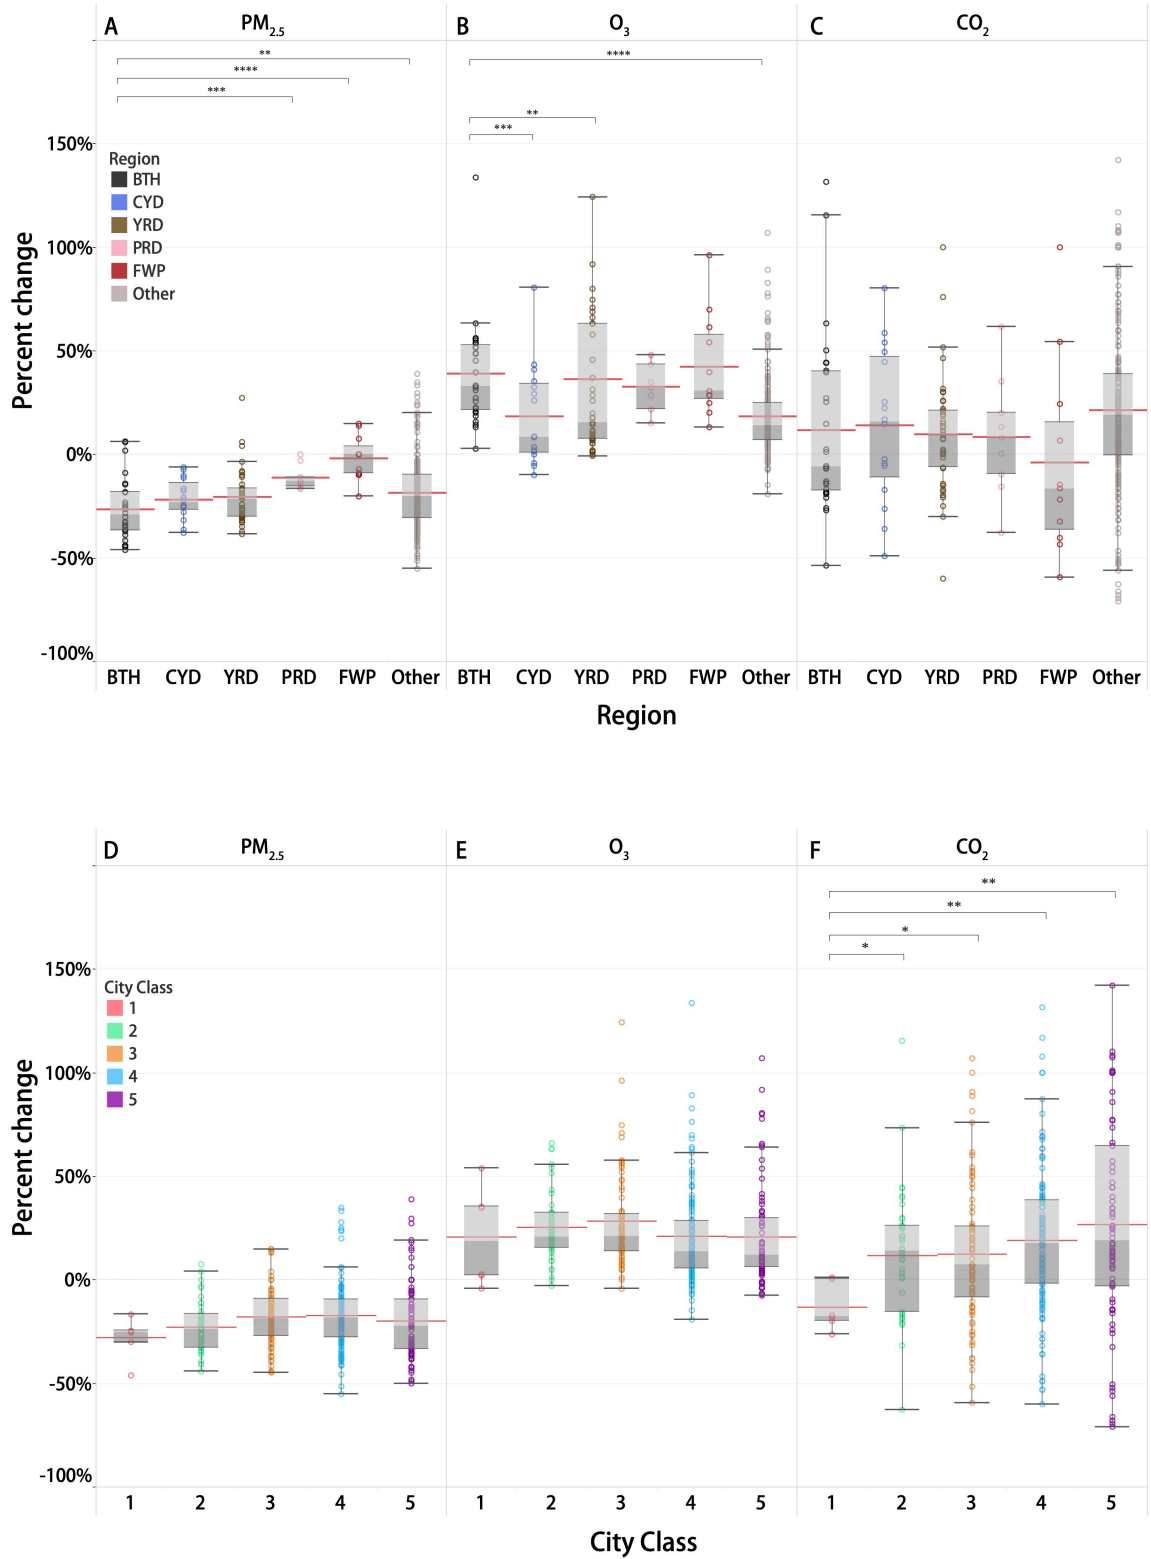 A PM2.5 B O3 C CO2
**
****
****
***
**
***
150%
100%
50%
0%
-50%
-100%
Percent change
Region
BTH
CYD
YRD
PRD
FWP
Other
BTH CYD YRD PRD FWP Other BTH CYD YRD PRD FWP Other BTH CYD YRD PRD FWP Other
Region
D PM2.5 E O3 F CO2
**
**
*
*
150%
100%
50%
0%
-50%
-100%
Percent change
City Class
1
2
3
4
5
1 2 3 4 5 1 2 3 4 5 1 2 3 4 5
City Class